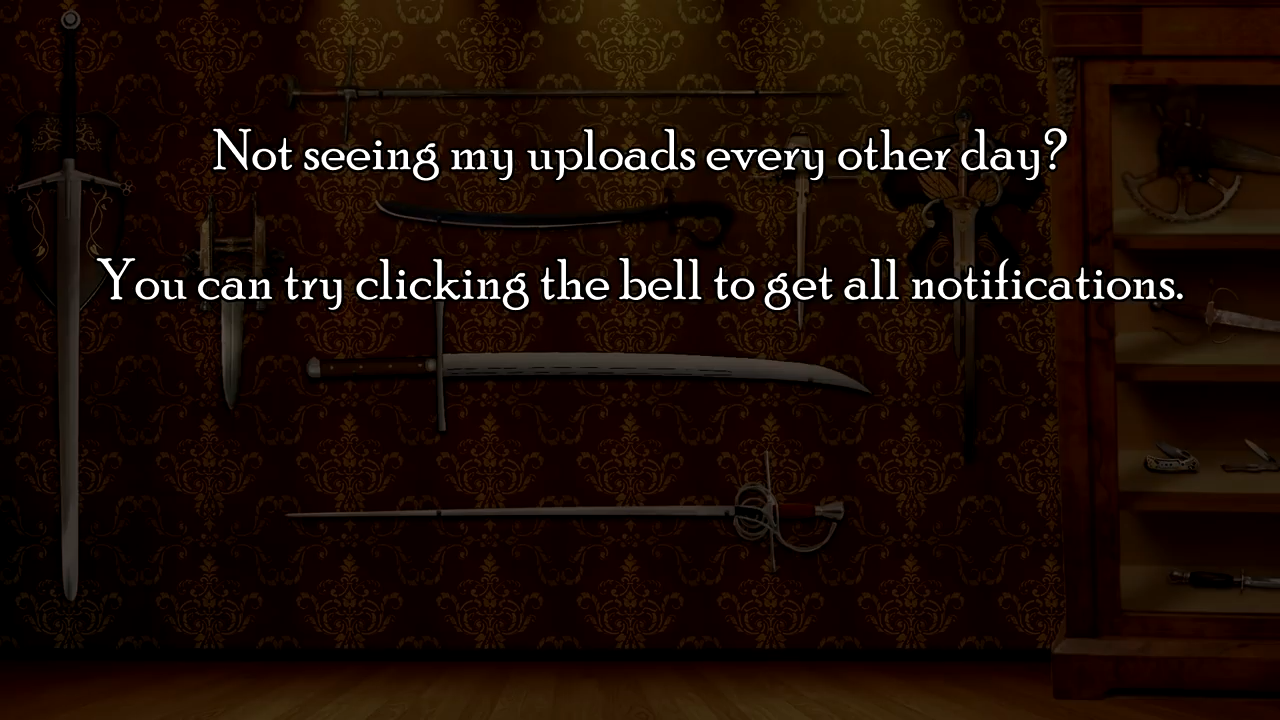 Not seeing my uploads every other day?
You can try clicking the bell to get all notifications.